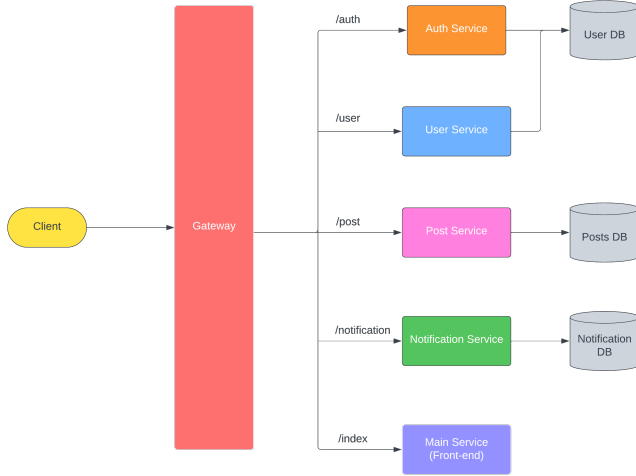 /auth
Auth Service
User DB
/user
User Service
Client
Gateway
/post
Post Service
Posts DB
/notification
Notification Service
Notification
DB
/index
Main Service
(Front-end)